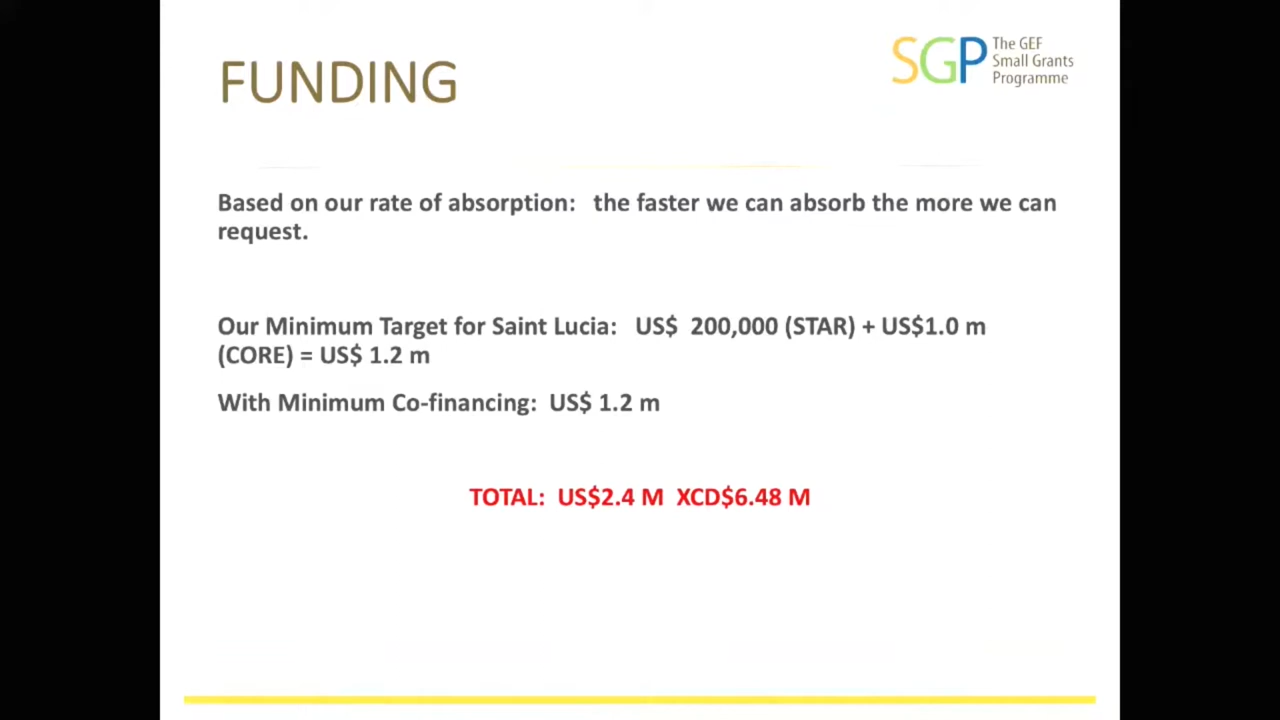 FUNDING
SGP
The GEF
Small Grants
Programme
Based on our rate of absorption:   the faster we can absorb the more we can
request.
Our Minimum Target for Saint Lucia:   US$  200,000 (STAR) + US$1.0 m
(CORE) = US$ 1.2 m
With Minimum Co-financing:  US$ 1.2 m
TOTAL:  US$2.4 M  XCD$6.48 M